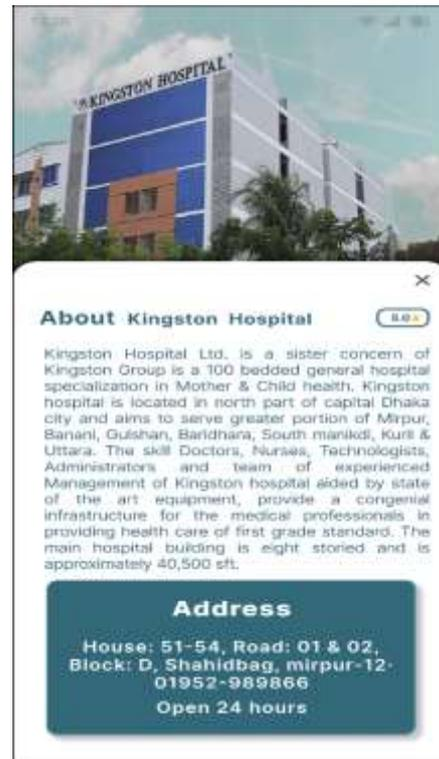 KINGSTON HOSPITAL
×
About Kingston Hospital
Kingston Hospital Ltd. is a sister concern of
Kingston Group is a 100 bedded general hospital
specialization in Mother & Child health. Kingston
hospital is located in north part of capital Dhaka
city and aims to serve greater portion of Mirpur,
Banani, Gulshan, Baridhara, South manikdi, Kuril &
Uttara. The skill Doctors, Nurses, Technologists,
Administrators and team of experienced
Management of Kingston hospital aided by state
of the art equipment, provide a congenial
infrastructure for the medical professionals in
providing health care of first grade standard. The
main hospital building is eight storied and is
approximately 40,500 sft.
Address
House: 51-54, Road: 01 & 02,
Block: D, Shahidbag, mirpur-12-
01952-989866
Open 24 hours